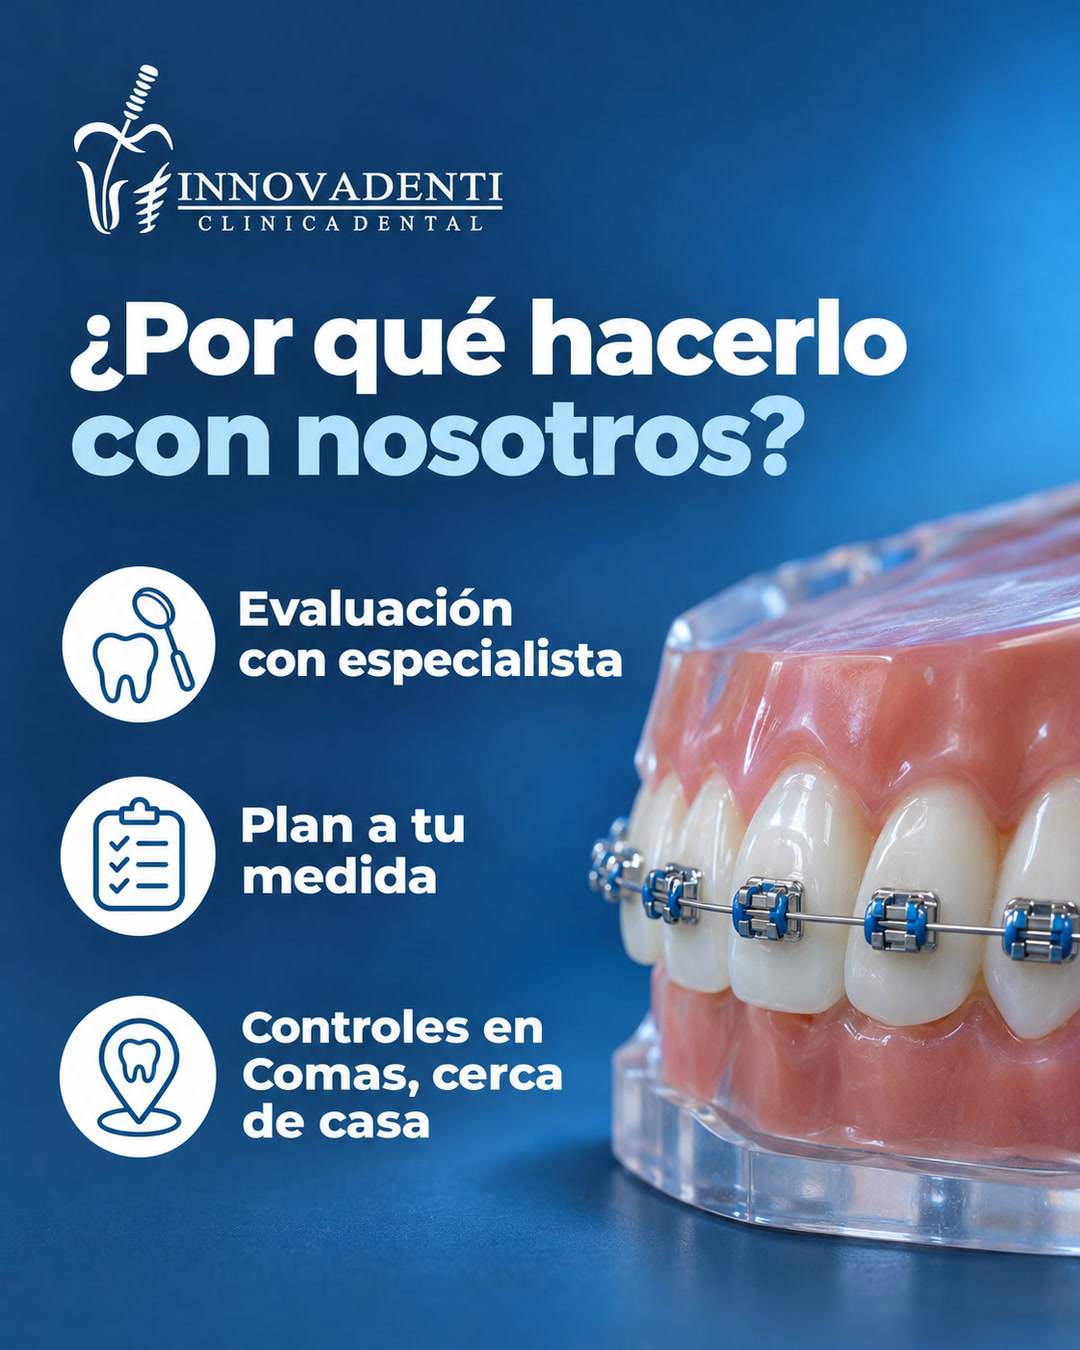 INNOVADENTI
CLINICA DENTAL
¿Por qué hacerlo
con nosotros?
Evaluación
con especialista
Plan a tu
medida
Controles en
Comas, cerca
de casa